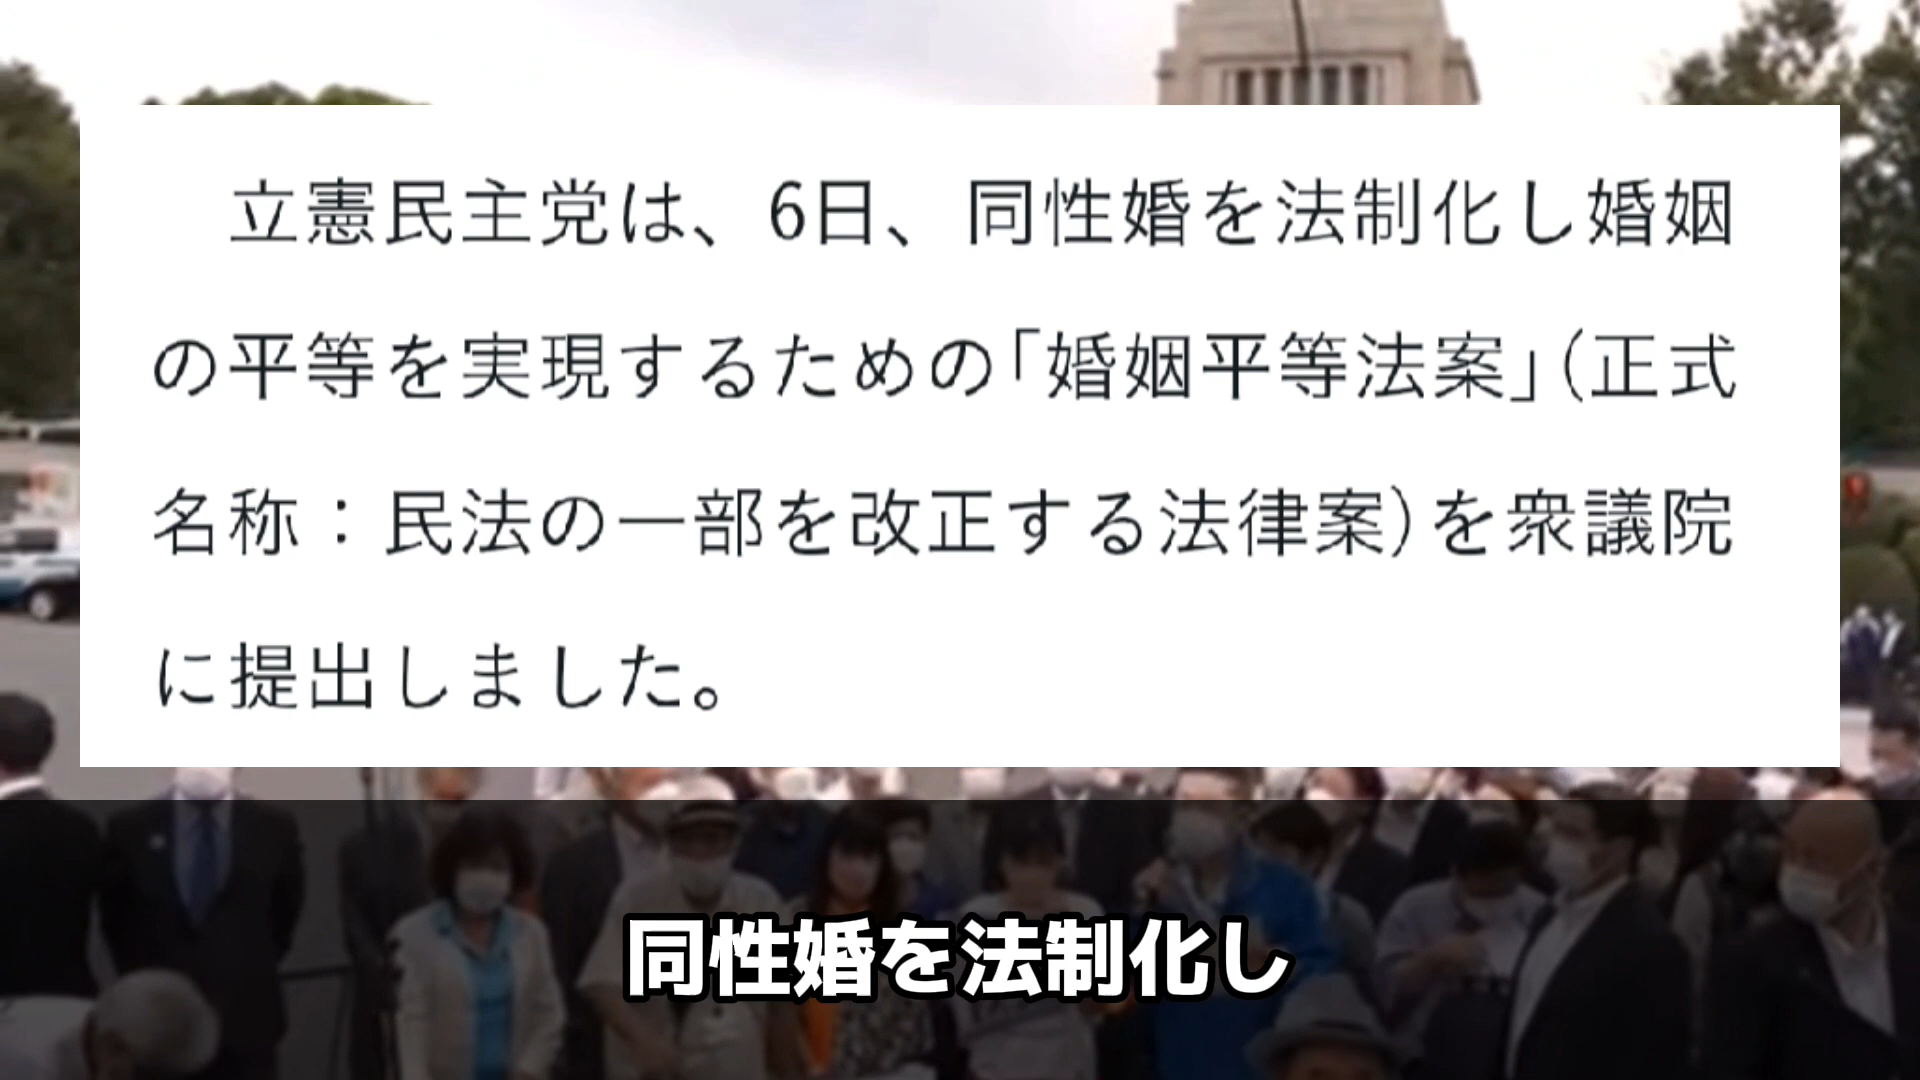 立憲民主党は、6日、同性婚を法制化し婚姻
の平等を実現するための「婚姻平等法案」(正式
名称：民法の一部を改正する法律案)を衆議院
に提出しました。
同性婚を法制化し